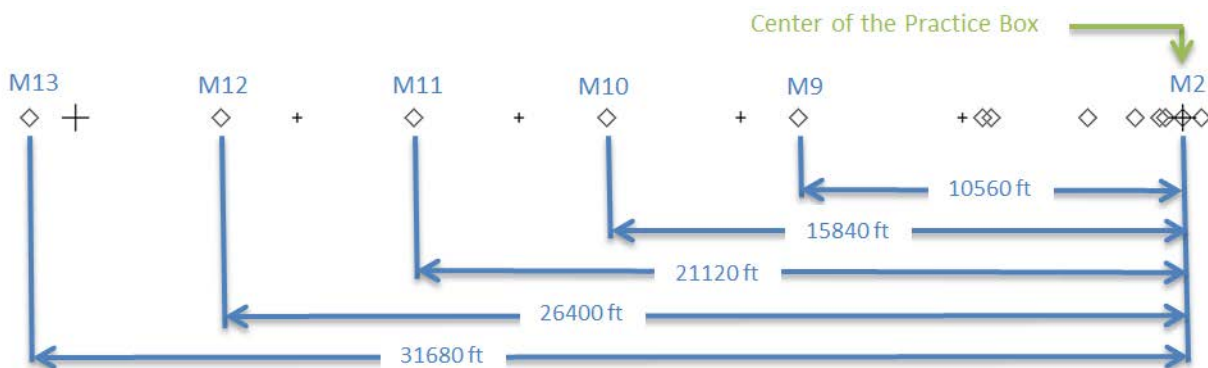 Center of the Practice Box
M13 M12 M11 M10 M9 M2
10560 ft
15840 ft
21120 ft
26400 ft
31680 ft